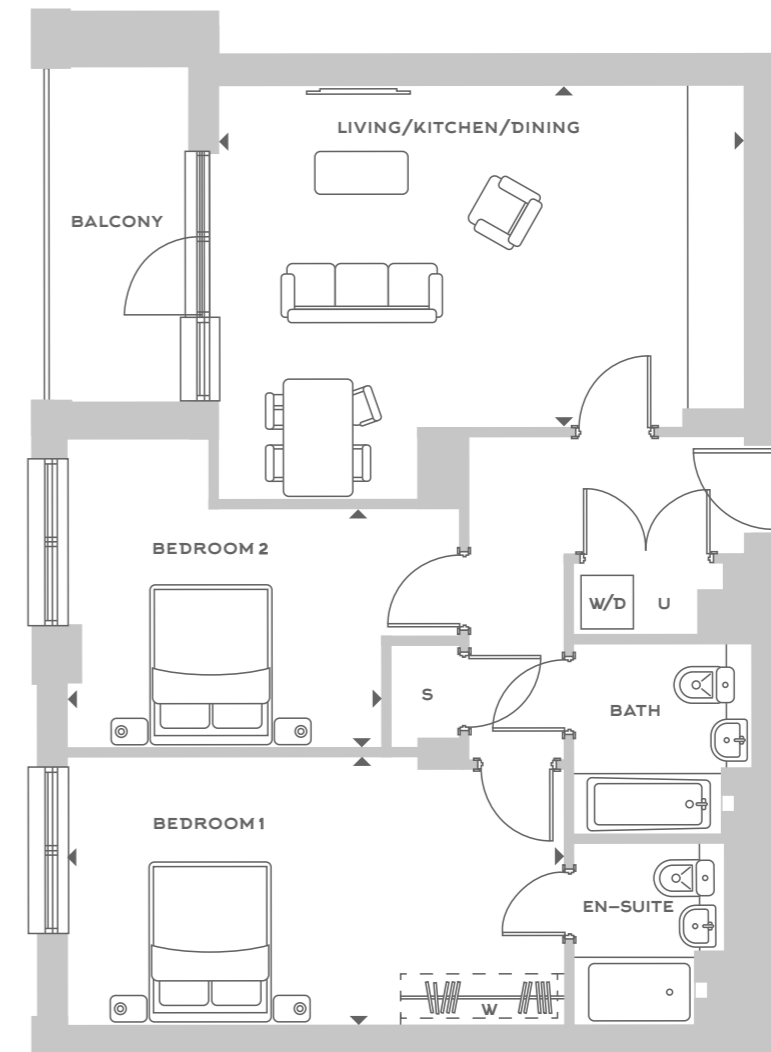 LIVING/KITCHEN/DINING
BALCONY
BEDROOM 2
W/D
U
S
BATH
BEDROOM 1
EN-SUITE
W